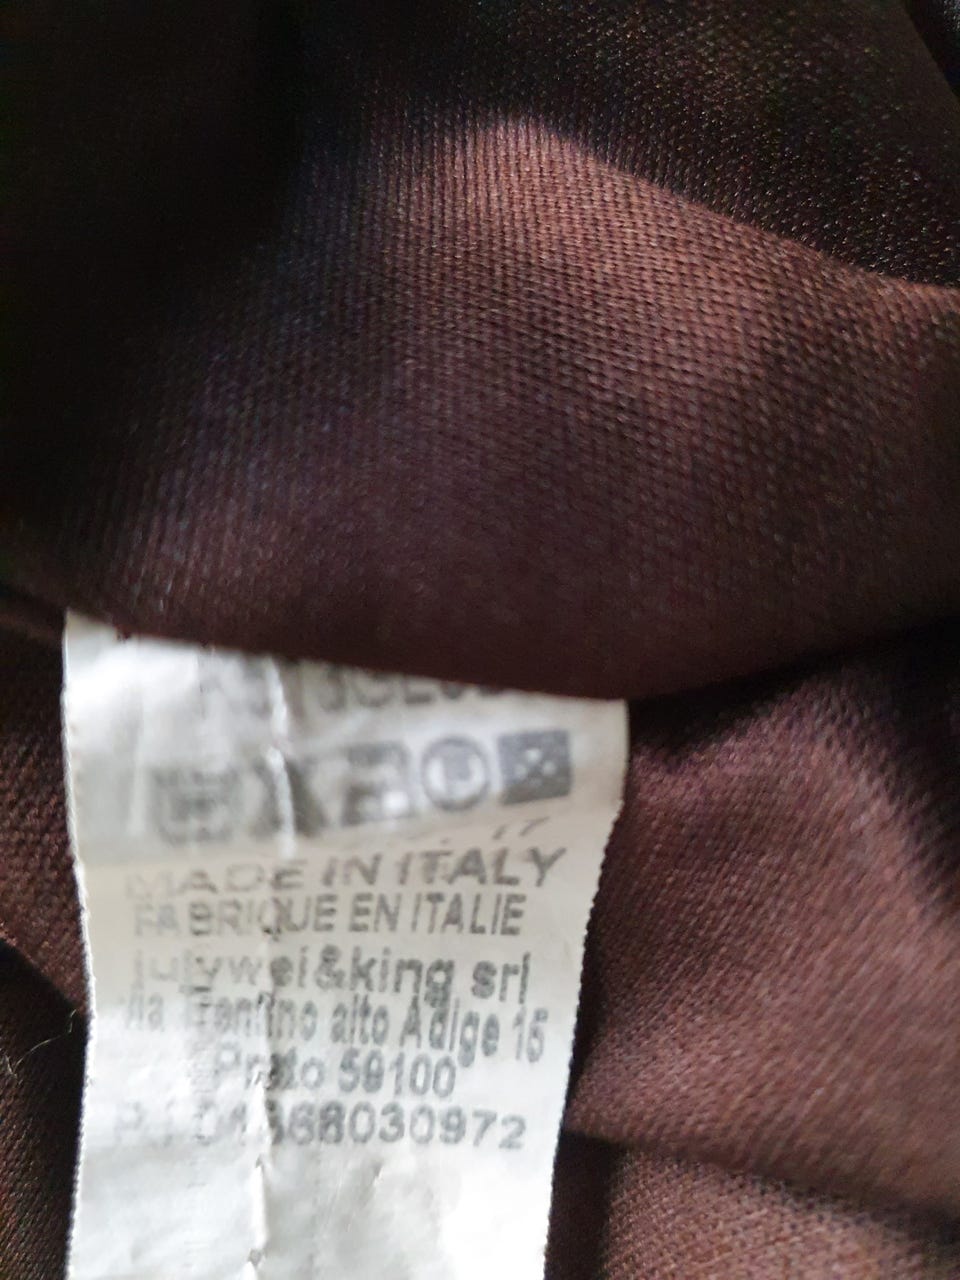 MADE IN ITALY
FABRIQUE EN ITALIE
julywei&king srl
Via Trentino alto Adige 15
Prato 59100